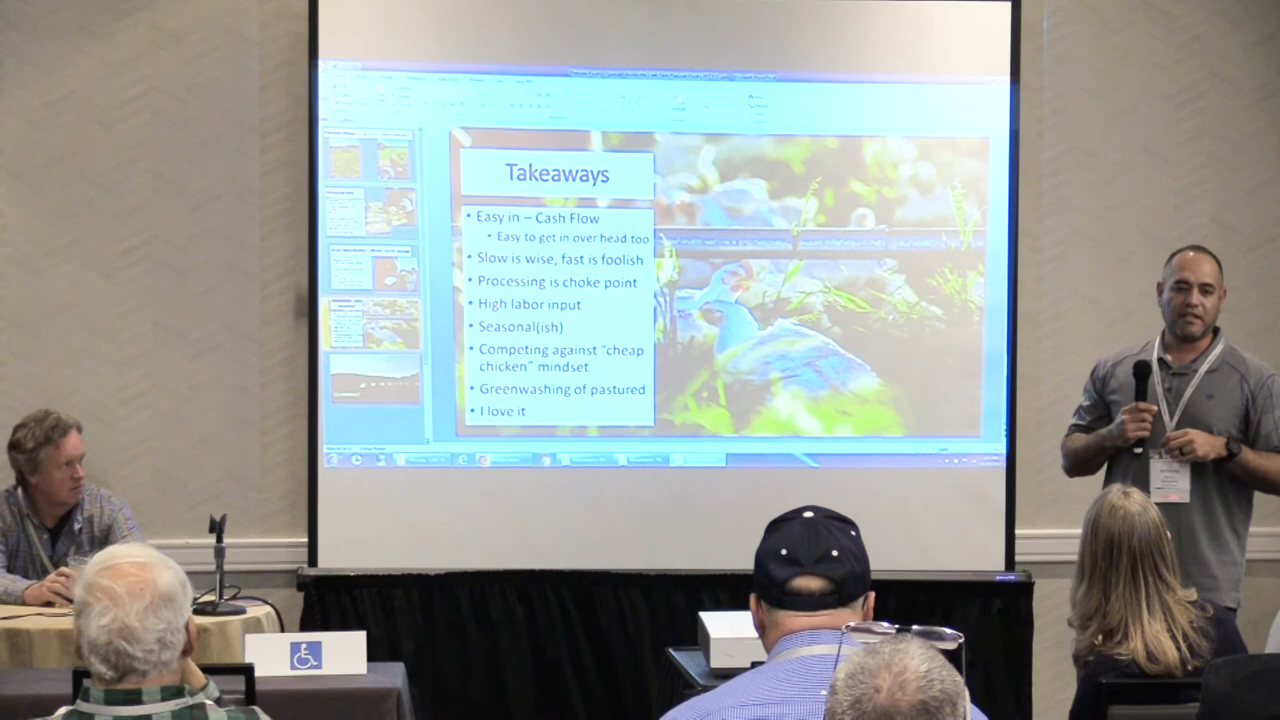 Takeaways
• Easy in – Cash Flow
• Easy to get in over head too
• Slow is wise, fast is foolish
• Processing is choke point
• High labor input
• Seasonal(ish)
• Competing against “cheap
chicken” mindset
• Greenwashing of pastured
• I love it